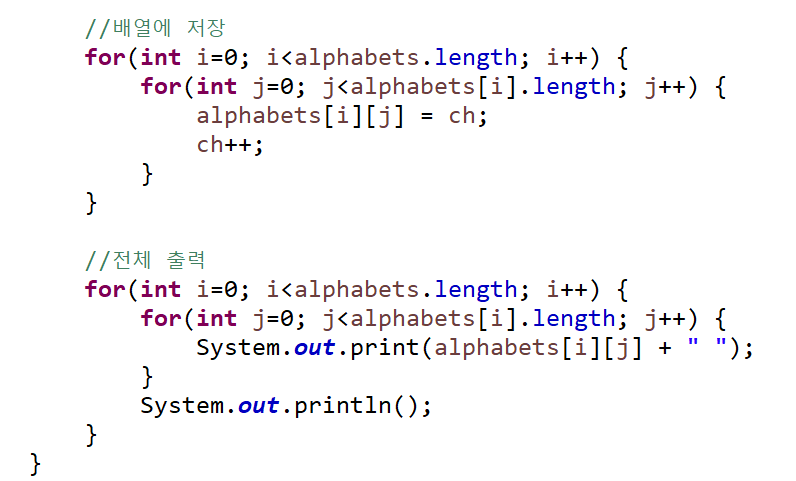 //배열에 저장
for(int i=0; i<alphabets.length; i++) {
for(int j=0; j<alphabets[i].length; j++) {
alphabets[i][j] = ch;
ch++;
}
}
//전체 출력
for(int i=0; i<alphabets.length; i++) {
for(int j=0; j<alphabets[i].length; j++) {
System.out.print(alphabets[i][j] + " ");
}
System.out.println();
}
}